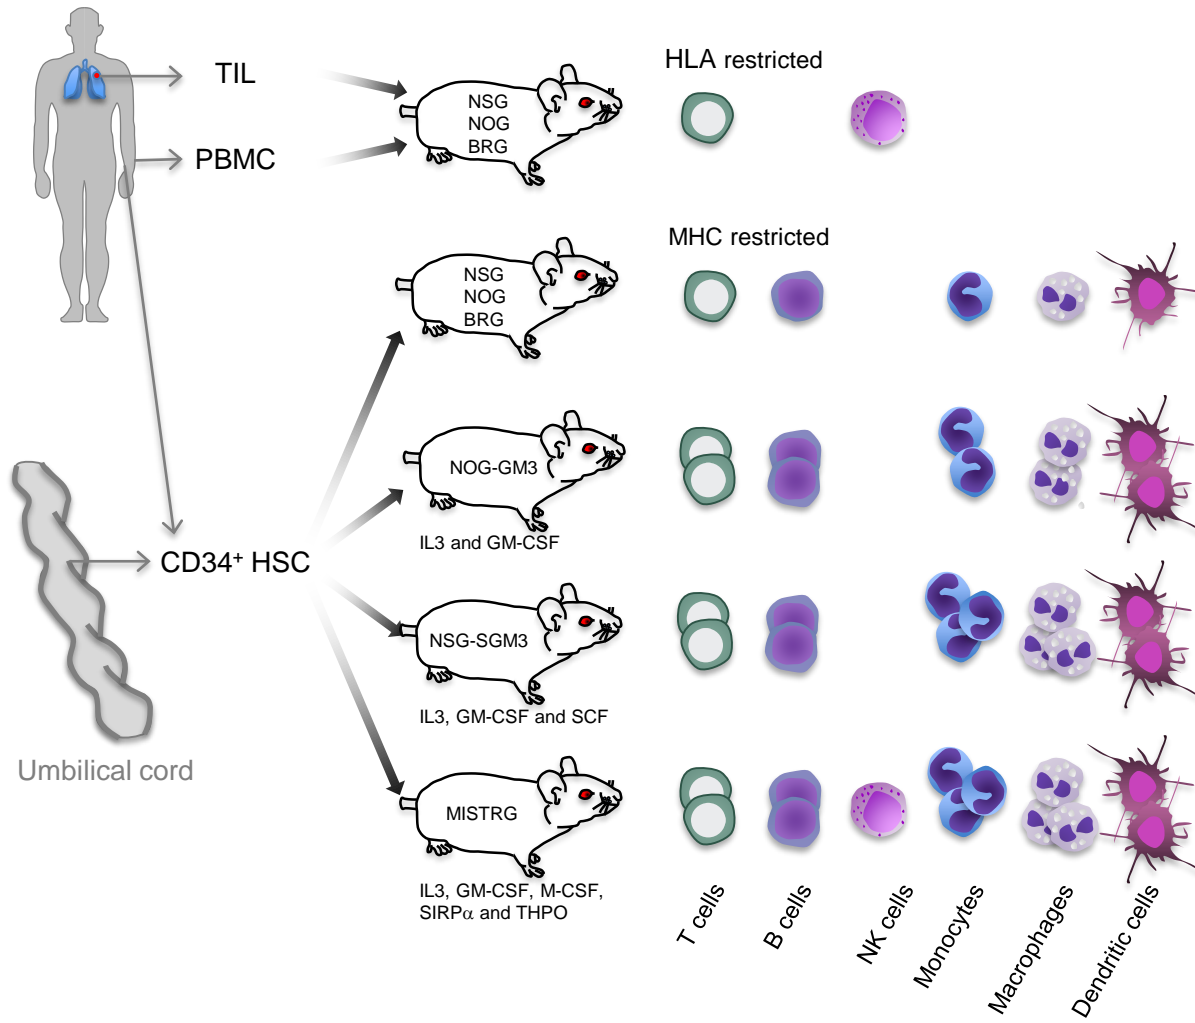 TIL
HLA restricted
NSG
NOG
BRG
PBMC
MHC restricted
NSG
NOG
BRG
NOG-GM3
IL3 and GM-CSF
CD34⁺ HSC
NSG-SGM3
IL3, GM-CSF and SCF
Umbilical cord
MISTRG
IL3, GM-CSF, M-CSF,
SIRPα and THPO
T cells
B cells
NK cells
Monocytes
Macrophages
Dendritic cells